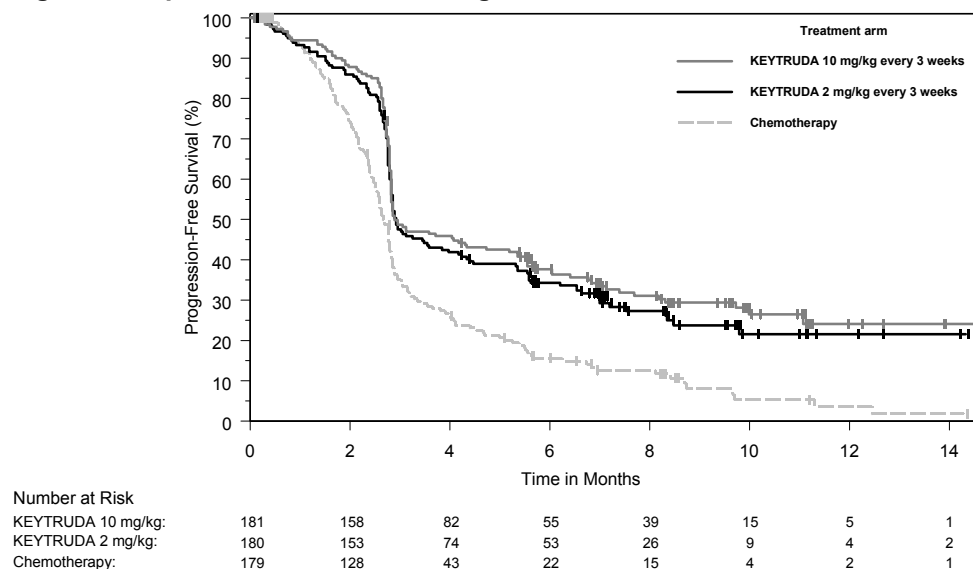 Progression-Free Survival (%)
100
90
80
70
60
50
40
30
20
10
0
Treatment arm
KEYTRUDA 10 mg/kg every 3 weeks
KEYTRUDA 2 mg/kg every 3 weeks
Chemotherapy
0 2 4 6 8 10 12 14
Time in Months
Number at Risk
KEYTRUDA 10 mg/kg: 181 158 82 55 39 15 5 1
KEYTRUDA 2 mg/kg: 180 153 74 53 26 9 4 2
Chemotherapy: 179 128 43 22 15 4 2 1